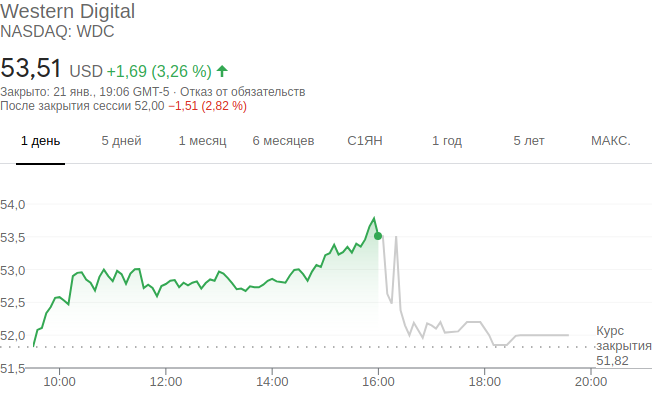 Western Digital
NASDAQ: WDC
53,51 USD +1,69 (3,26 %)
Закрыто: 21 янв., 19:06 GMT-5 · Отказ от обязательств
После закрытия сессии 52,00 −1,51 (2,82 %)
1 день 5 дней 1 месяц 6 месяцев С1ЯН 1 год 5 лет МАКС.
54,0
53,5
53,0
52,5
52,0
51,5
Курс
закрытия
51,82
10:00 12:00 14:00 16:00 18:00 20:00